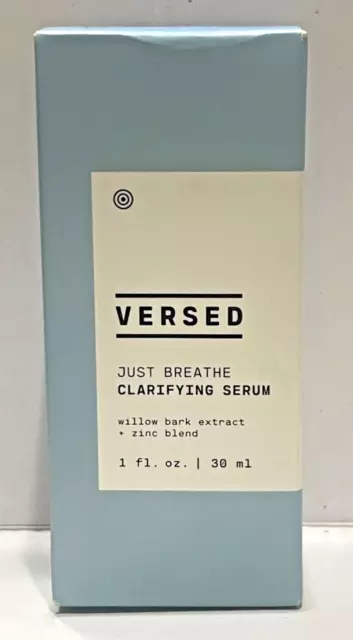 VERSED
JUST BREATHE
CLARIFYING SERUM
willow bark extract
+ zinc blend
1 fl. oz. | 30 ml